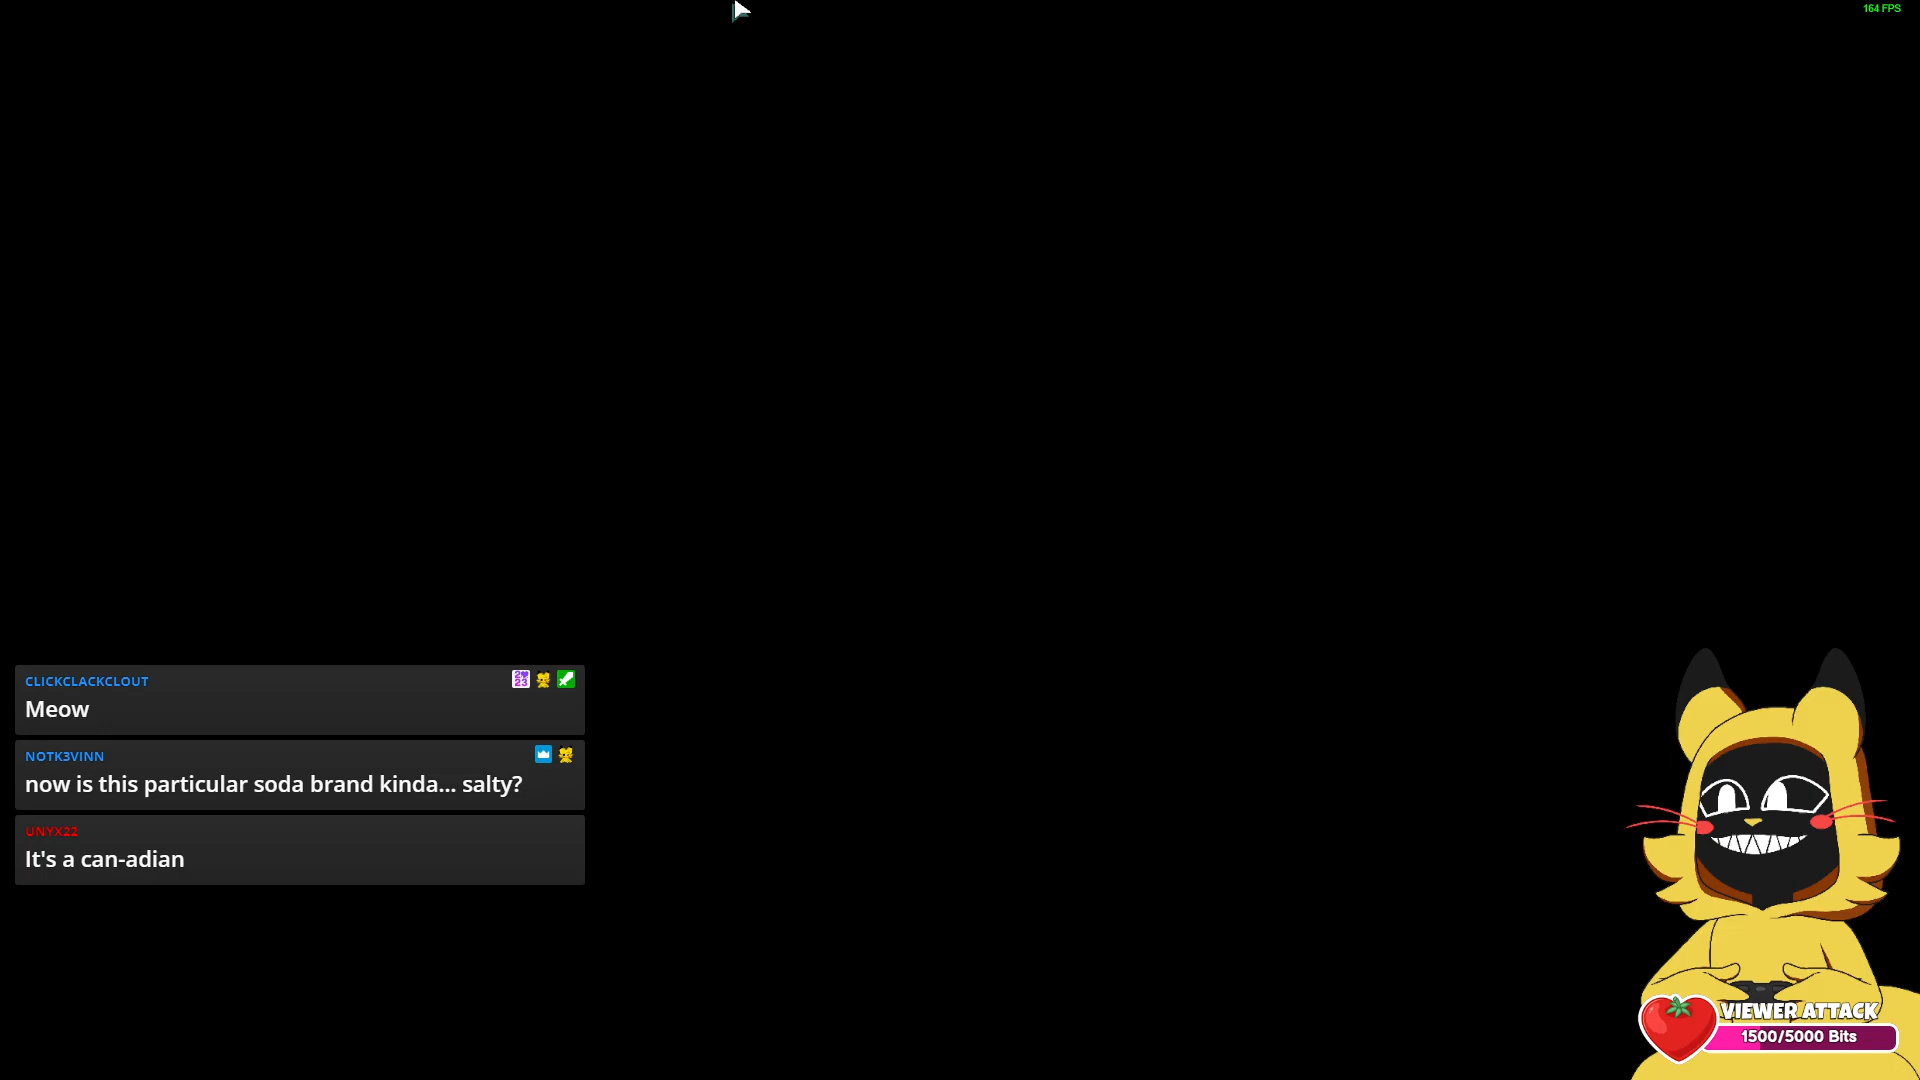 164 FPS
CLICKCLACKCLOUT
2023
Meow
NOTK3VINN
now is this particular soda brand kinda... salty?
UNYX22
It's a can-adian
VIEWER ATTACK
1500/5000 Bits